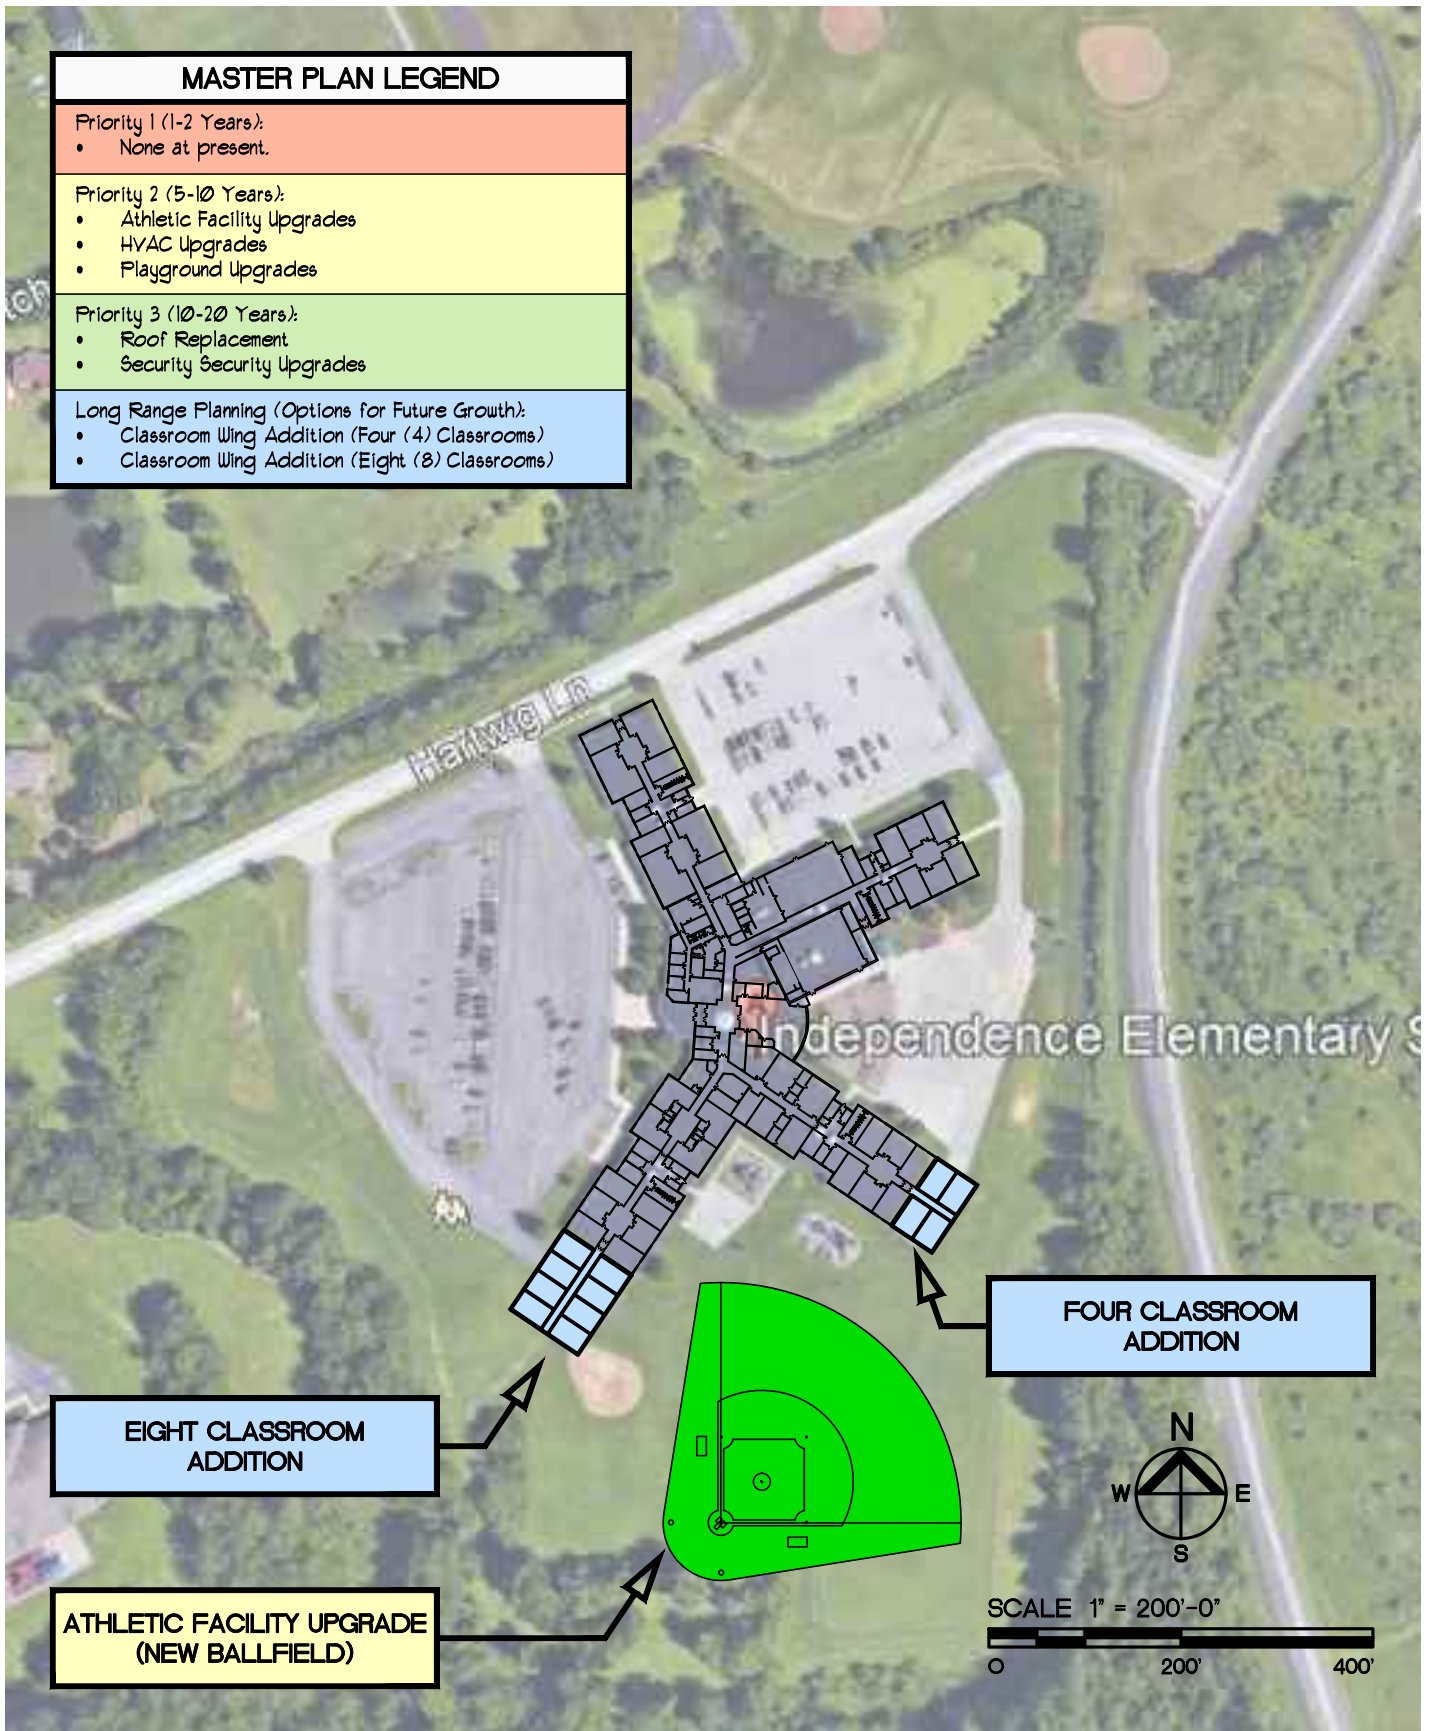 MASTER PLAN LEGEND
Priority 1 (1-2 Years):
• None at present.
Priority 2 (5-10 Years):
• Athletic Facility Upgrades
• HVAC Upgrades
• Playground Upgrades
Priority 3 (10-20 Years):
• Roof Replacement
• Security Security Upgrades
Long Range Planning (Options for Future Growth):
• Classroom Wing Addition (Four (4) Classrooms)
• Classroom Wing Addition (Eight (8) Classrooms)
Hartwig Ln
Independence Elementary S
FOUR CLASSROOM
ADDITION
EIGHT CLASSROOM
ADDITION
N
W E
S
ATHLETIC FACILITY UPGRADE
(NEW BALLFIELD)
SCALE 1" = 200'-0"
0 200' 400'